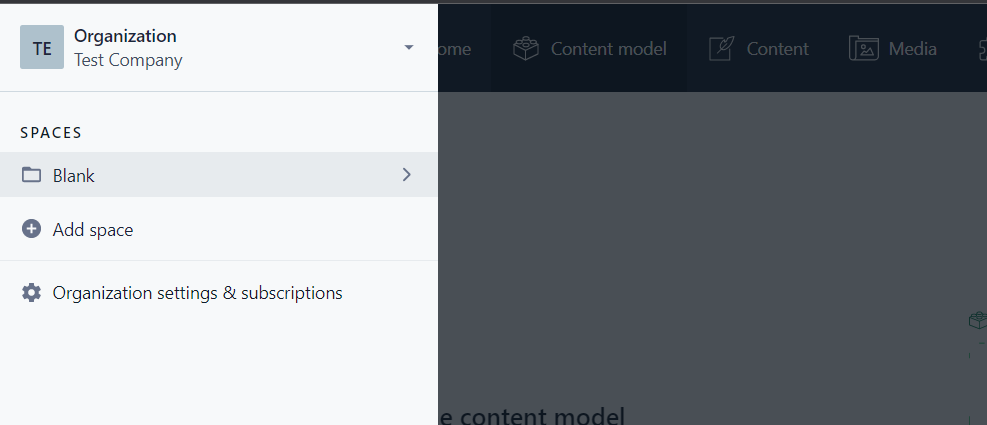 TE
Organization
Test Company
SPACES
Blank
Add space
Organization settings & subscriptions
ome
Content model
Content
Media
e content model